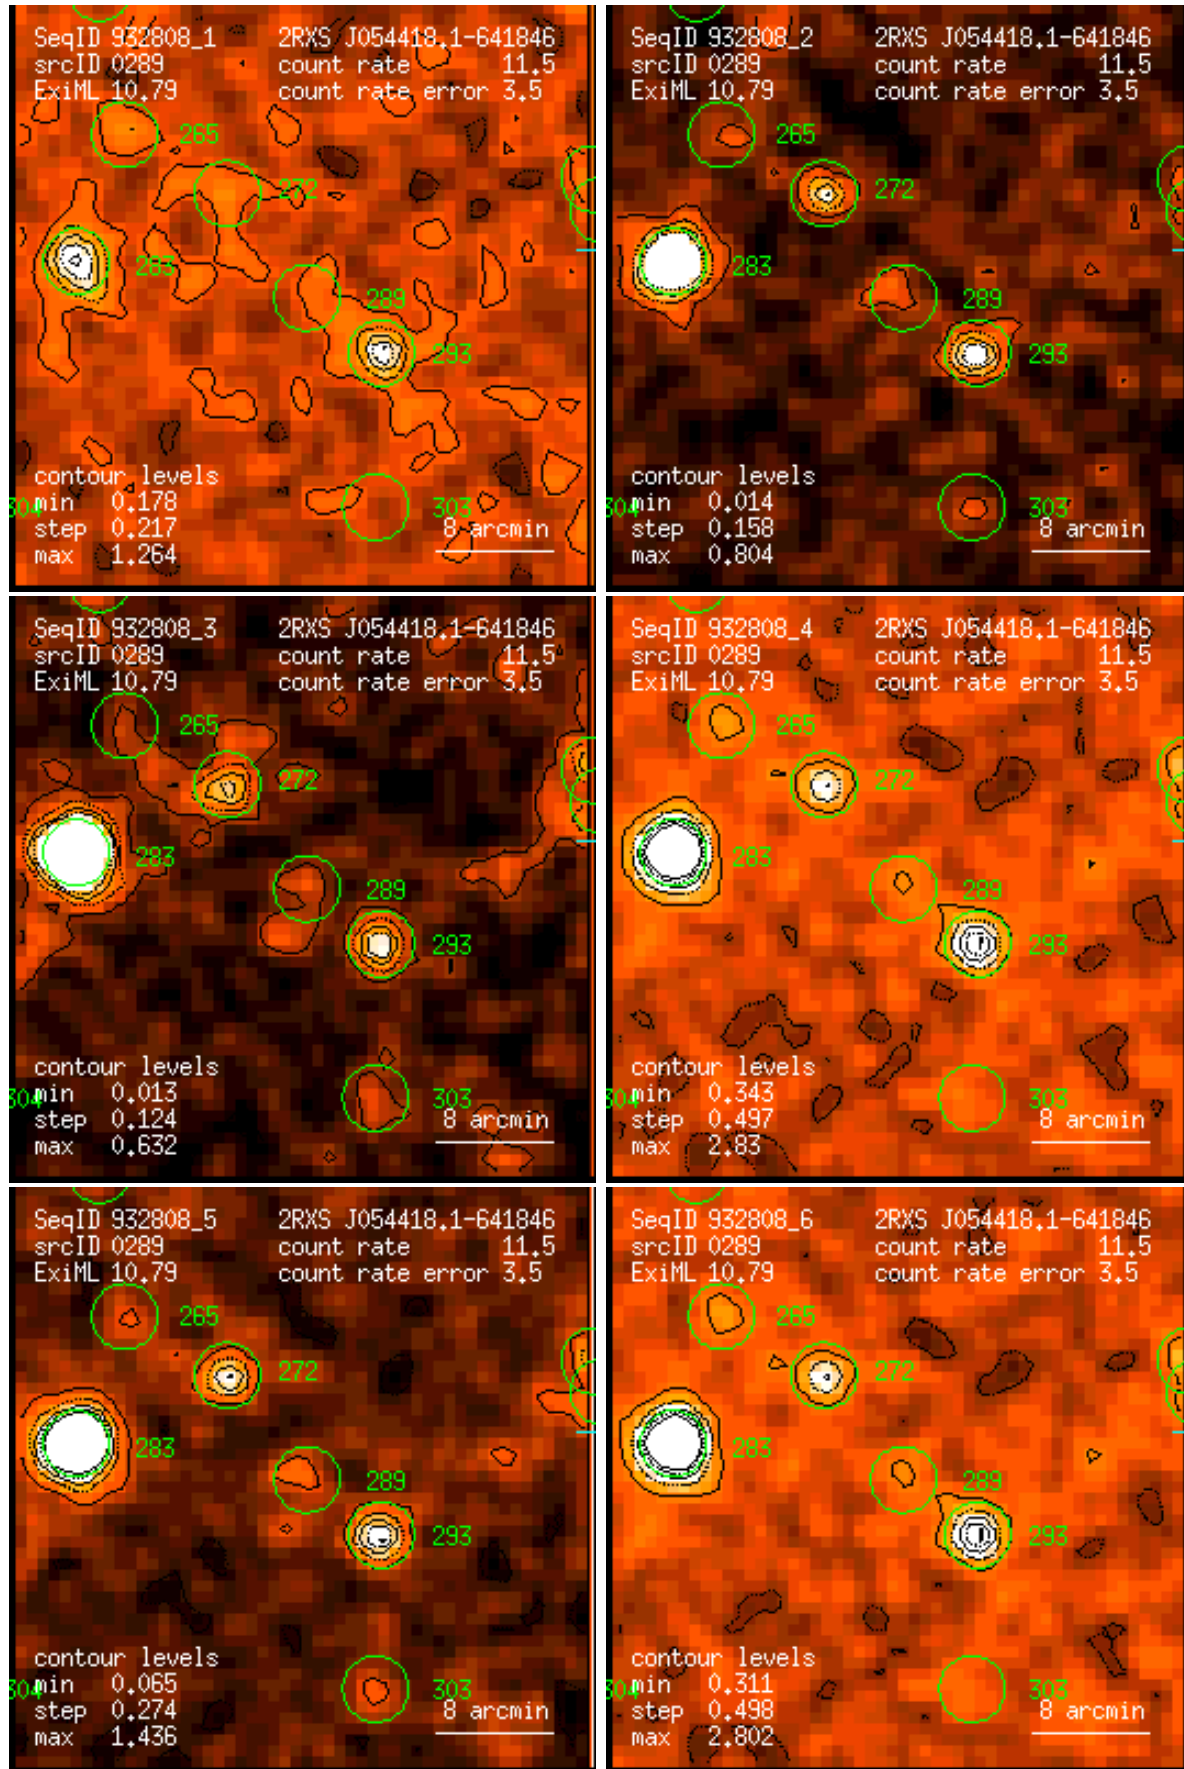 SeqID 932808_1 2RXS J054418.1-641846
srcID 0289 count rate 11.5
ExiML 10.79 count rate error 3.5
265
272
283
289
293
contour levels
min 0.178
304 303
step 0.217 8 arcmin
max 1.264
SeqID 932808_2 2RXS J054418.1-641846
srcID 0289 count rate 11.5
ExiML 10.79 count rate error 3.5
265
272
283
289
293
contour levels
min 0.014
304 303
step 0.158 8 arcmin
max 0.804
SeqID 932808_3 2RXS J054418.1-641846
srcID 0289 count rate 11.5
ExiML 10.79 count rate error 3.5
265
272
283
289
293
contour levels
min 0.013
304 303
step 0.124 8 arcmin
max 0.632
SeqID 932808_4 2RXS J054418.1-641846
srcID 0289 count rate 11.5
ExiML 10.79 count rate error 3.5
265
272
283
289
293
contour levels
min 0.343
304 303
step 0.497 8 arcmin
max 2.83
SeqID 932808_5 2RXS J054418.1-641846
srcID 0289 count rate 11.5
ExiML 10.79 count rate error 3.5
265
272
283
289
293
contour levels
min 0.065
304 303
step 0.274 8 arcmin
max 1.436
SeqID 932808_6 2RXS J054418.1-641846
srcID 0289 count rate 11.5
ExiML 10.79 count rate error 3.5
265
272
283
289
293
contour levels
min 0.311
304 303
step 0.498 8 arcmin
max 2.802